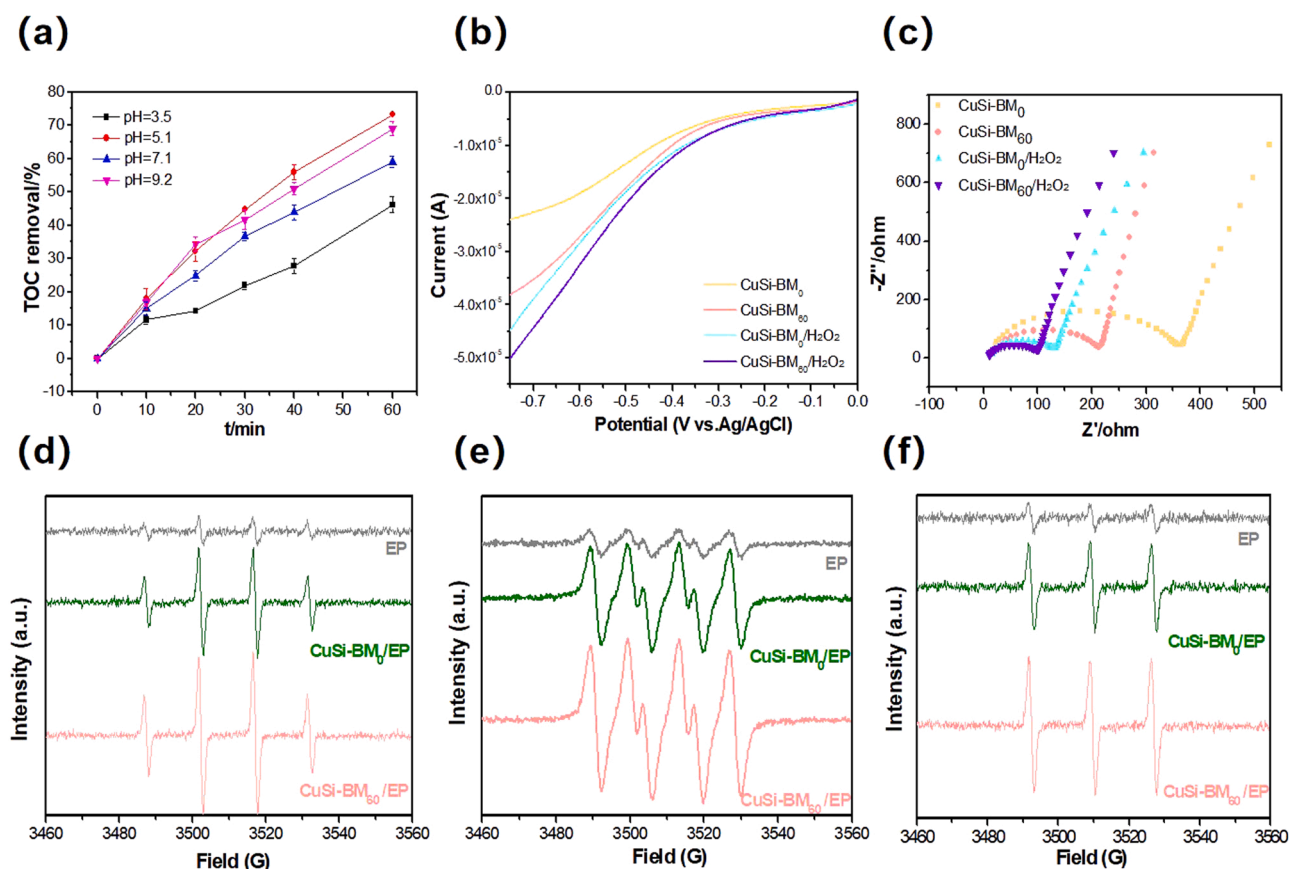 (a)
80
70
60
50
40
30
20
10
0
-10
TOC removal/%
pH=3.5
pH=5.1
pH=7.1
pH=9.2
0 10 20 30 40 50 60
t/min
(b)
0.0
-1.0x10⁻⁵
-2.0x10⁻⁵
-3.0x10⁻⁵
-4.0x10⁻⁵
-5.0x10⁻⁵
Current (A)
CuSi-BM₀
CuSi-BM₆₀
CuSi-BM₀/H₂O₂
CuSi-BM₆₀/H₂O₂
-0.7 -0.6 -0.5 -0.4 -0.3 -0.2 -0.1 0.0
Potential (V vs.Ag/AgCl)
(c)
800
600
400
200
0
-Z''/ohm
CuSi-BM₀
CuSi-BM₆₀
CuSi-BM₀/H₂O₂
CuSi-BM₆₀/H₂O₂
-100 0 100 200 300 400 500
Z'/ohm
(d)
Intensity (a.u.)
EP
CuSi-BM₀/EP
CuSi-BM₆₀/EP
3460 3480 3500 3520 3540 3560
Field (G)
(e)
Intensity (a.u.)
EP
CuSi-BM₀/EP
CuSi-BM₆₀/EP
3460 3480 3500 3520 3540 3560
Field (G)
(f)
Intensity (a.u.)
EP
CuSi-BM₀/EP
CuSi-BM₆₀/EP
3460 3480 3500 3520 3540 3560
Field (G)